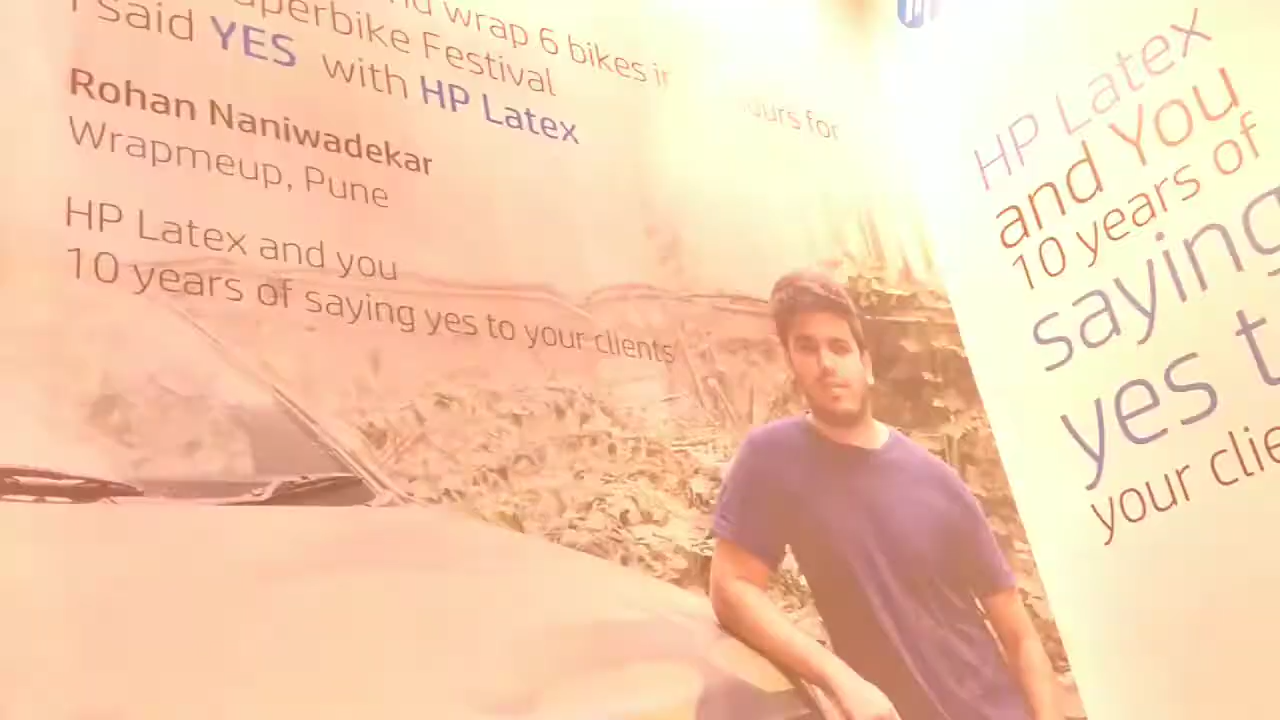 wrap 6 bikes in
ours for
perbike Festival
I said YES with HP Latex
Rohan Naniwadekar
Wrapmeup, Pune
HP Latex and you
10 years of saying yes to your clients
HP Latex
and You
10 years of
saying
yes t
your clie